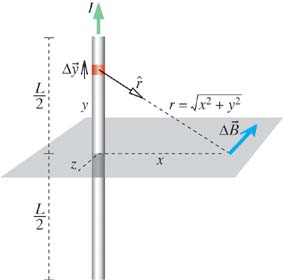 I
L/2
Δy⃗
y
r̂
r = √x² + y²
ΔB⃗
z
x
L/2